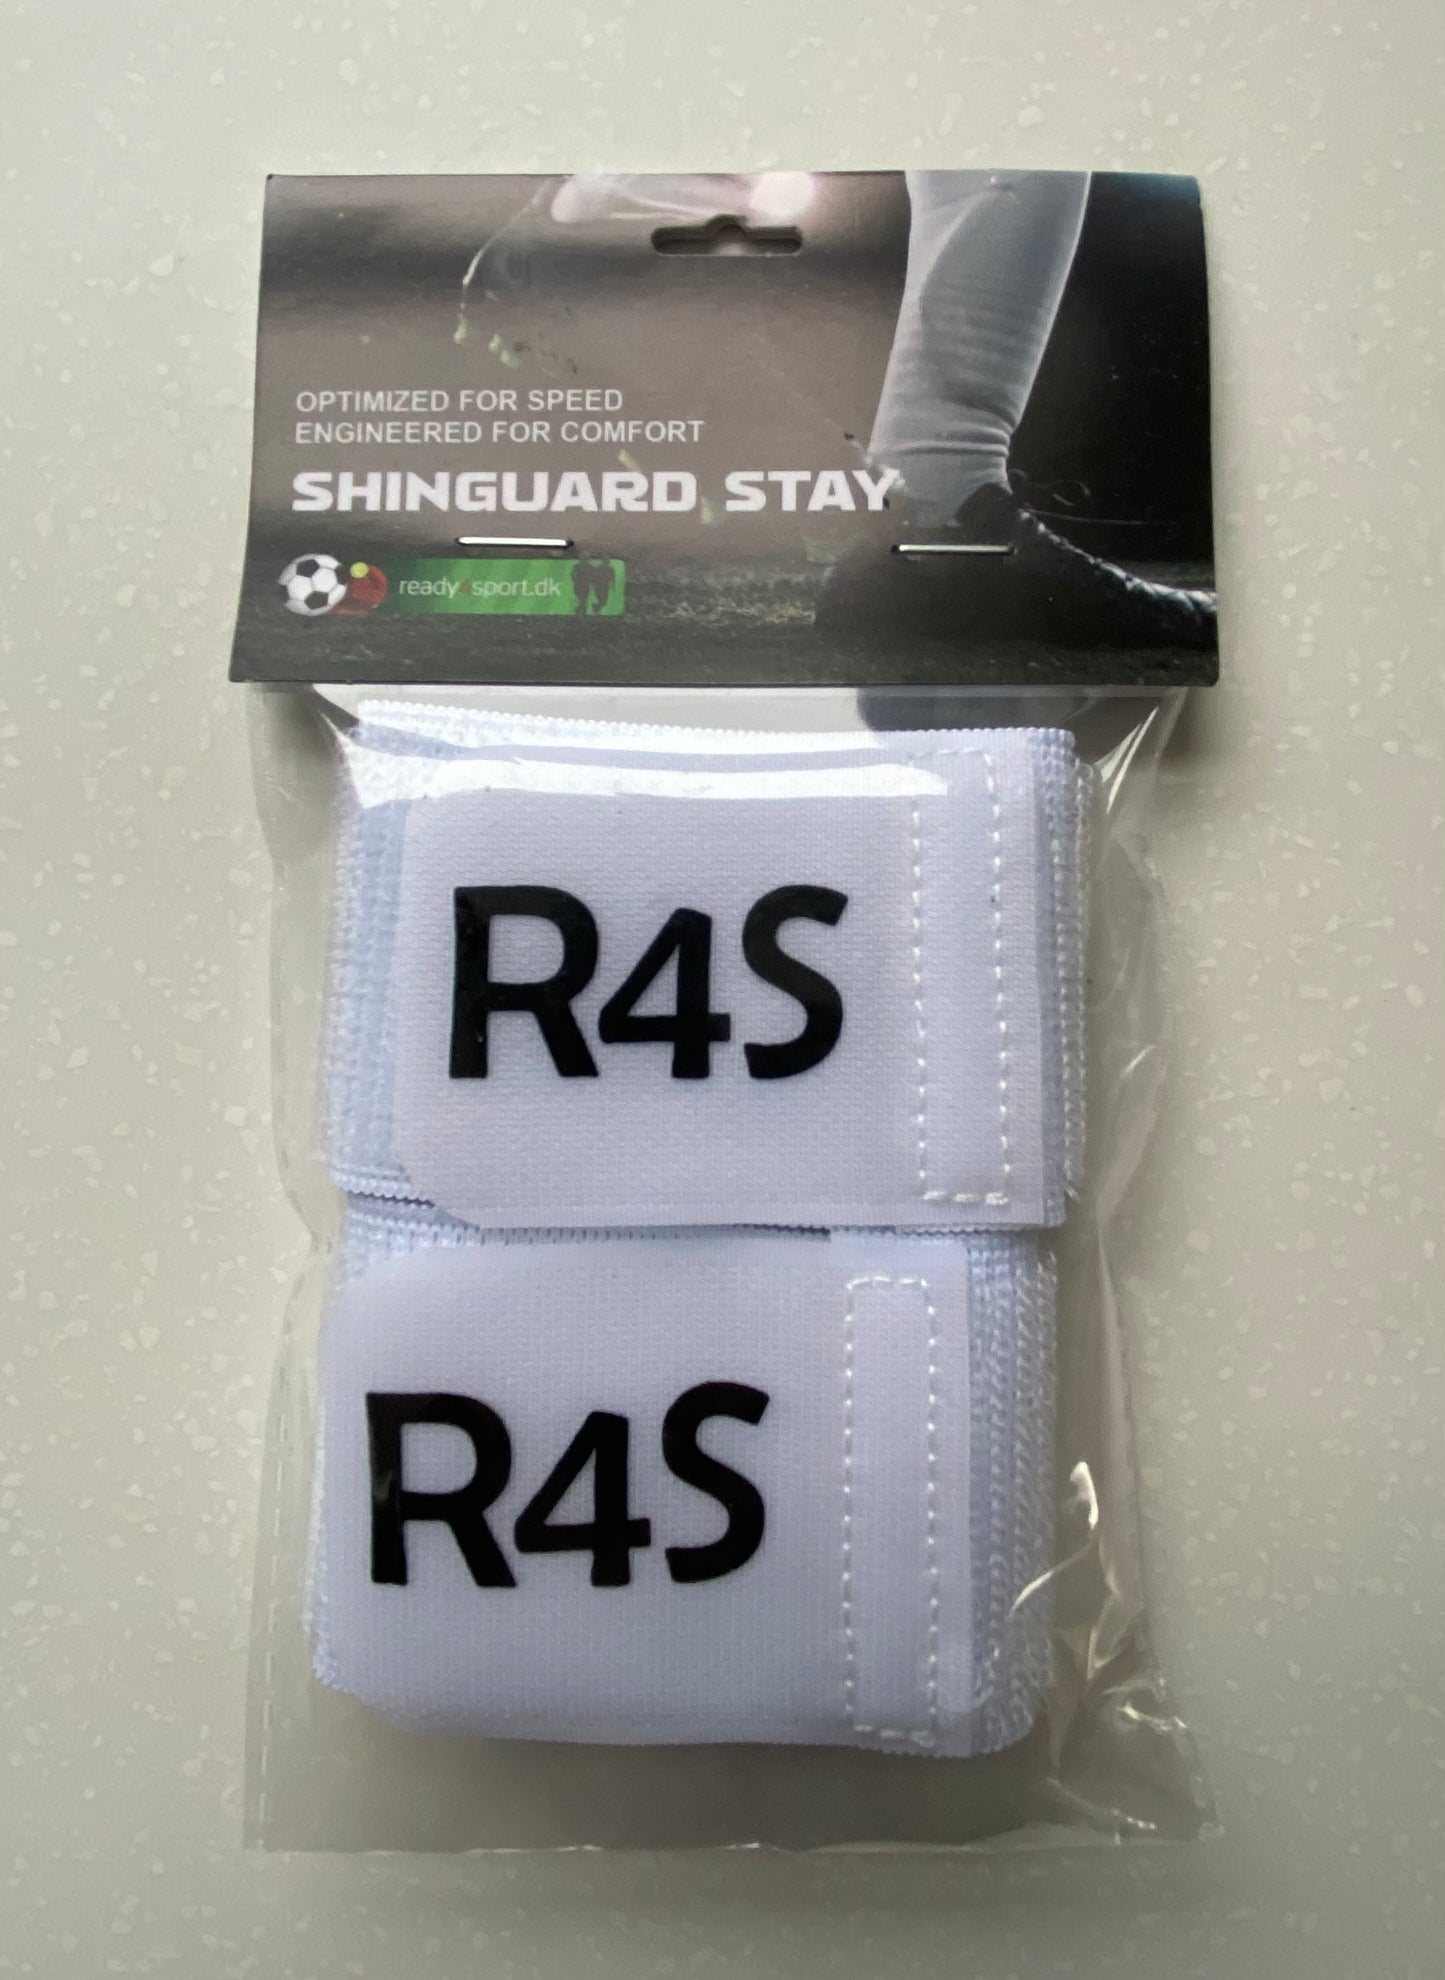 OPTIMIZED FOR SPEED
ENGINEERED FOR COMFORT
SHINGUARD STAY
ready4sport.dk
R4S
R4S